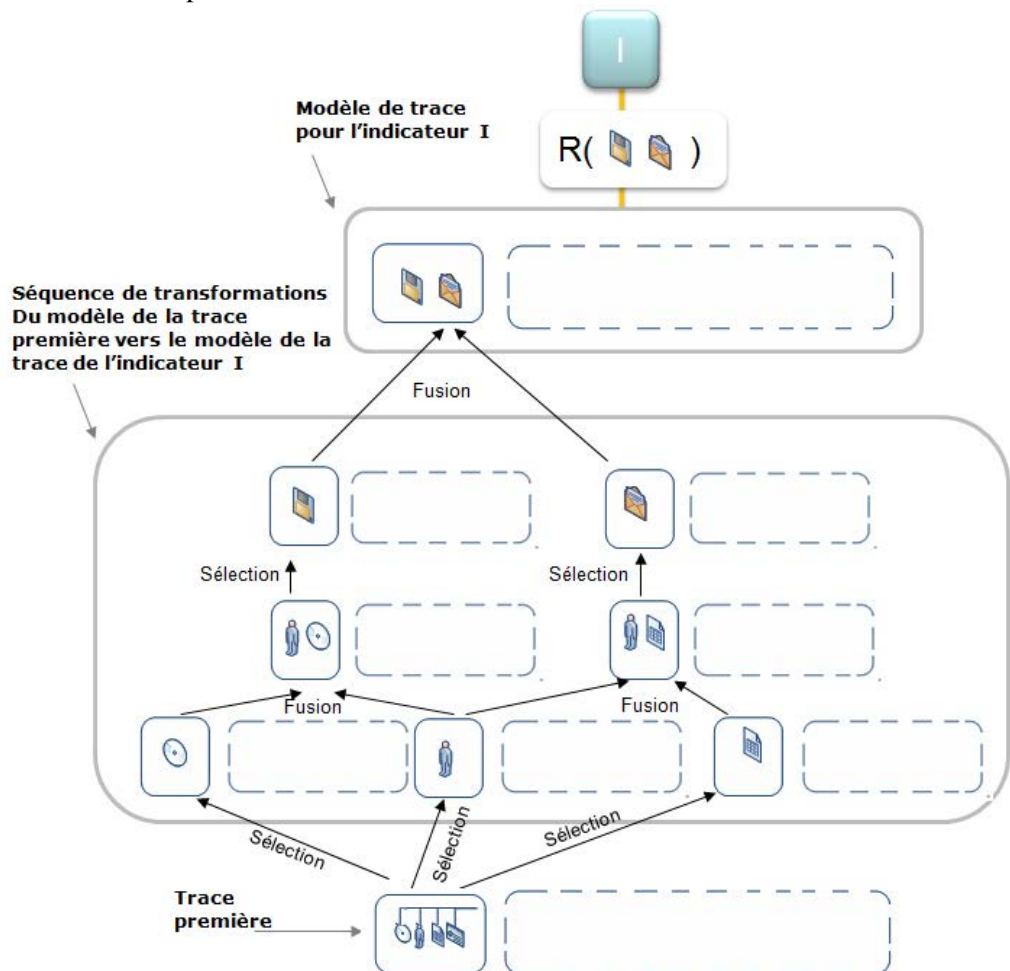 I
Modèle de trace
pour l'indicateur I
R( )
Séquence de transformations
Du modèle de la trace
première vers le modèle de la
trace de l'indicateur I
Fusion
Sélection
Sélection
Fusion
Fusion
Sélection
Sélection
Sélection
Trace
première